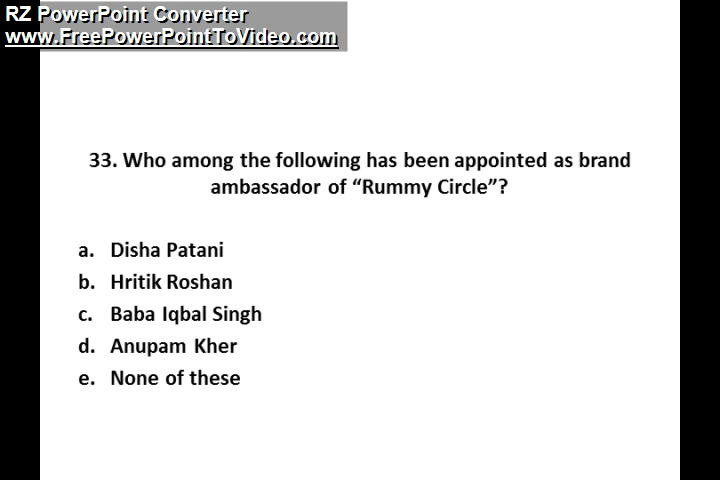 RZ PowerPoint Converter
www.FreePowerPointToVideo.com
33. Who among the following has been appointed as brand
ambassador of “Rummy Circle”?
a. Disha Patani
b. Hritik Roshan
c. Baba Iqbal Singh
d. Anupam Kher
e. None of these